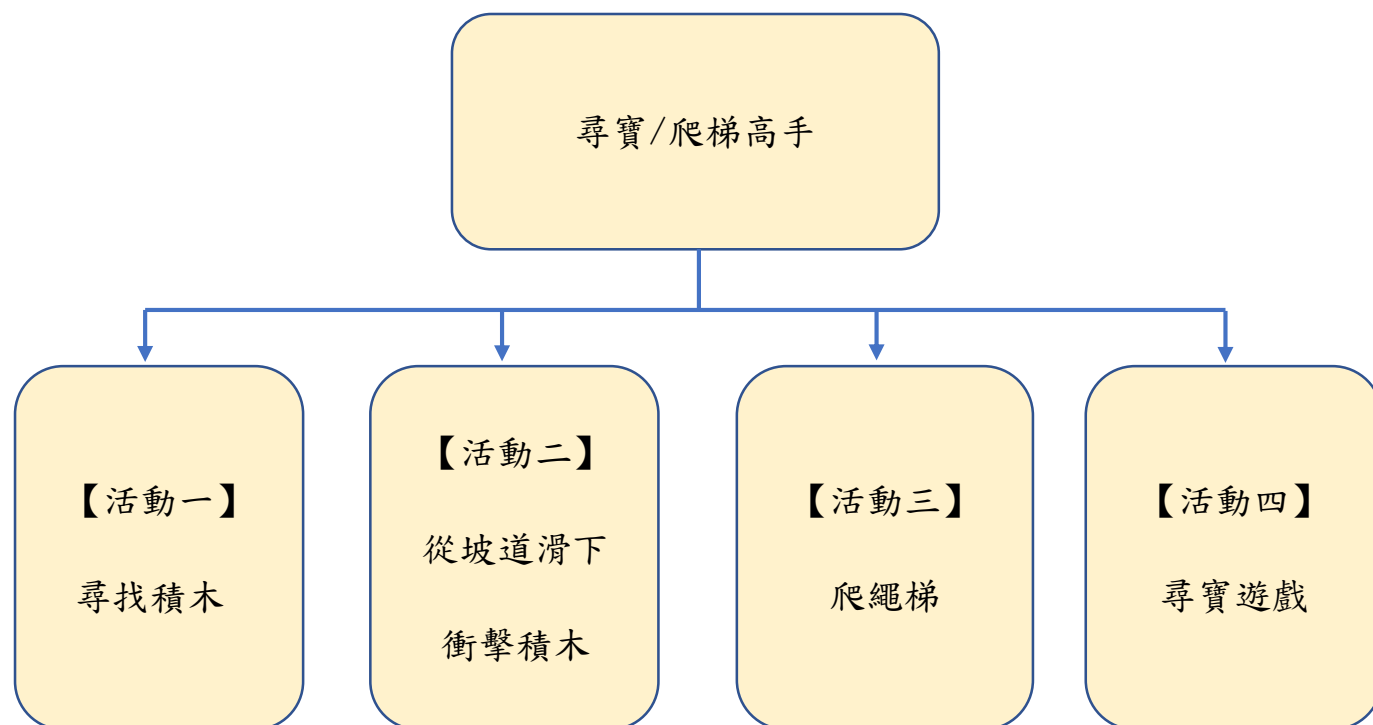 尋寶/爬梯高手
【活動一】
尋找積木
【活動二】
從坡道滑下
衝擊積木
【活動三】
爬繩梯
【活動四】
尋寶遊戲